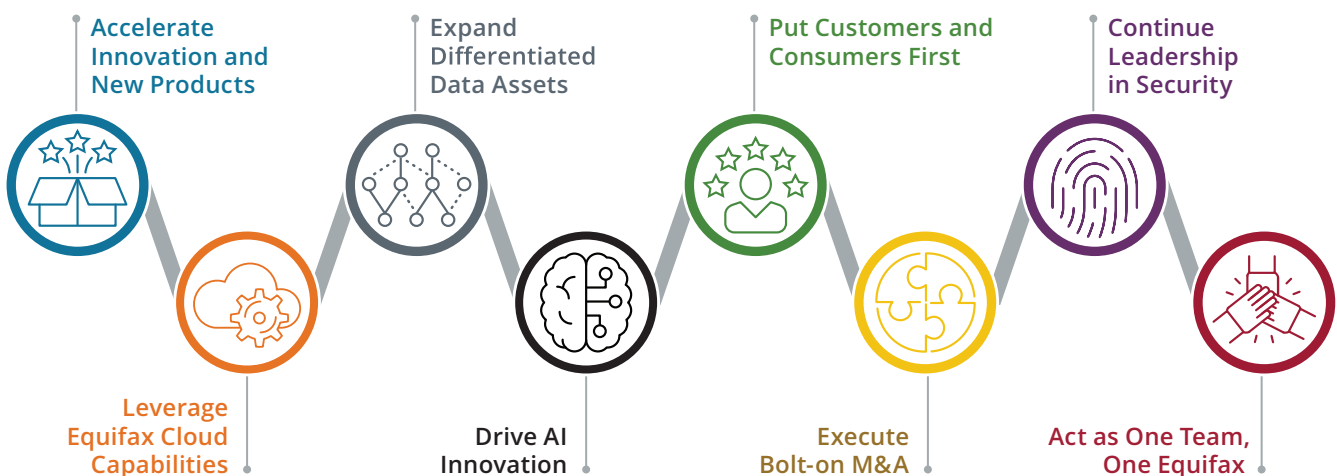 Accelerate
Innovation and
New Products
Leverage
Equifax Cloud
Capabilities
Expand
Differentiated
Data Assets
Drive AI
Innovation
Put Customers and
Consumers First
Execute
Bolt-on M&A
Continue
Leadership
in Security
Act as One Team,
One Equifax